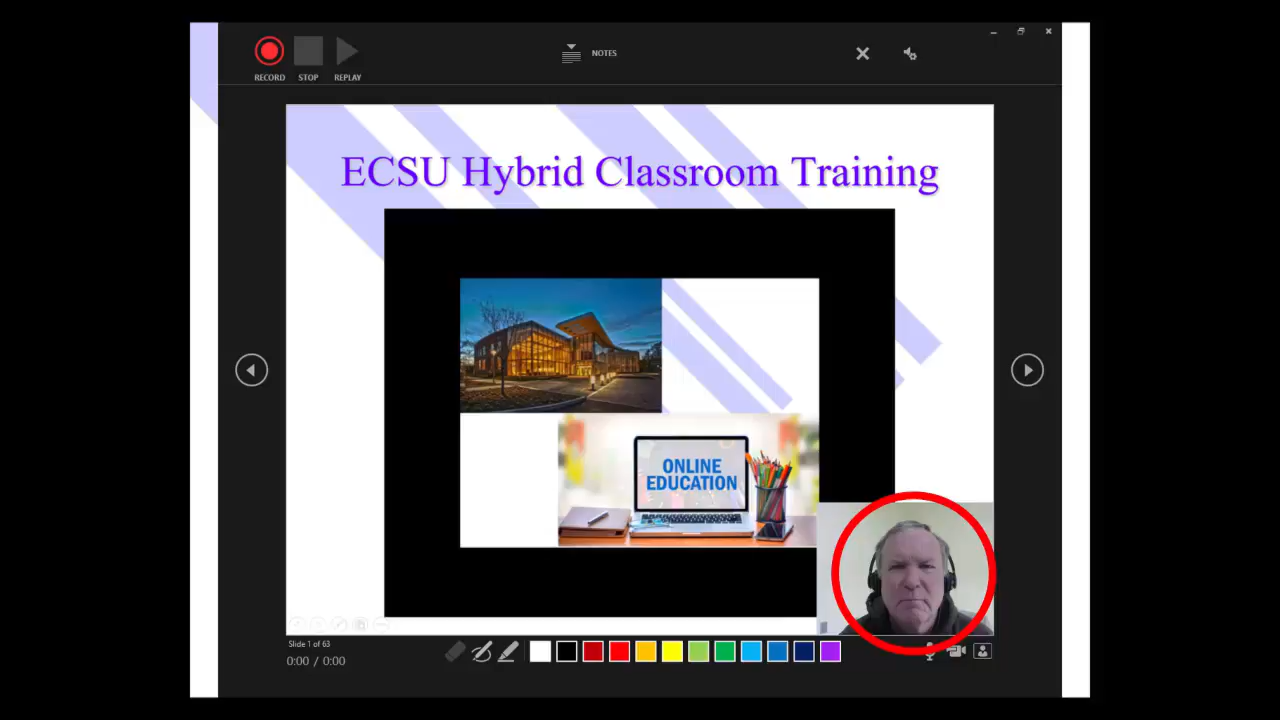 NOTES
RECORD STOP REPLAY
ECSU Hybrid Classroom Training
ONLINE
EDUCATION
Slide 1 of 63
0:00 / 0:00